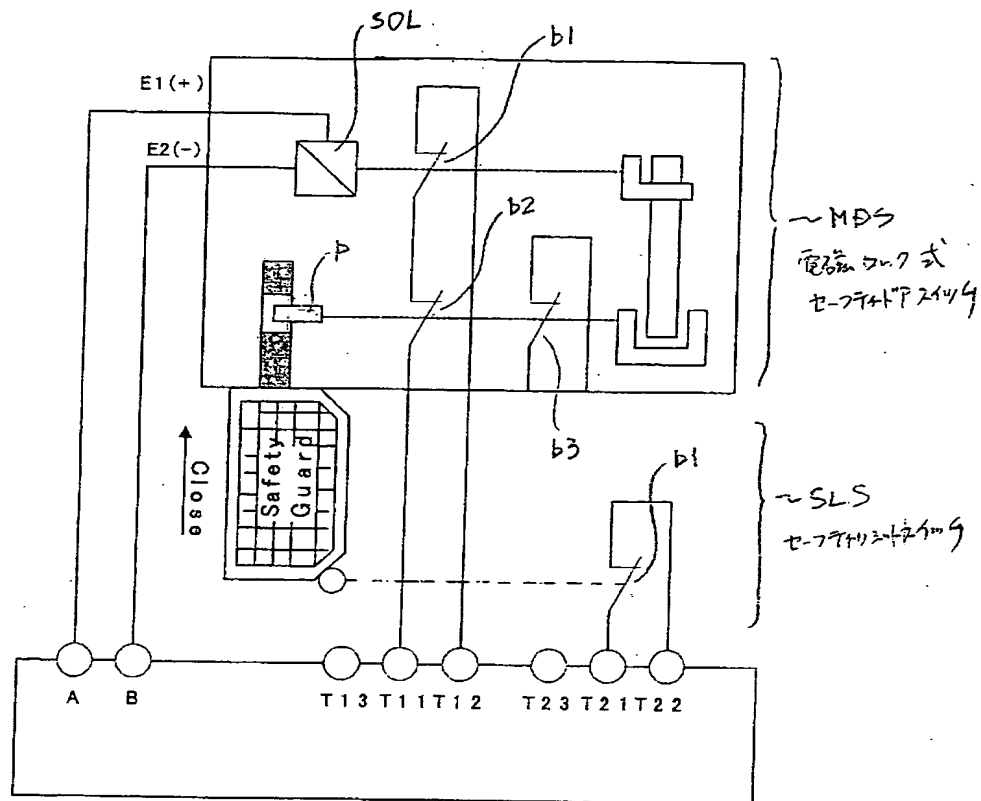 SOL
b1
E1(+)
E2(-)
b2
P
~MDS
電磁ロック式
セーフティドアスイッチ
b3
Close
Safety
Guard
b1
~SLS
セーフティリミットスイッチ
A
B
T13
T11
T12
T23
T21
T22